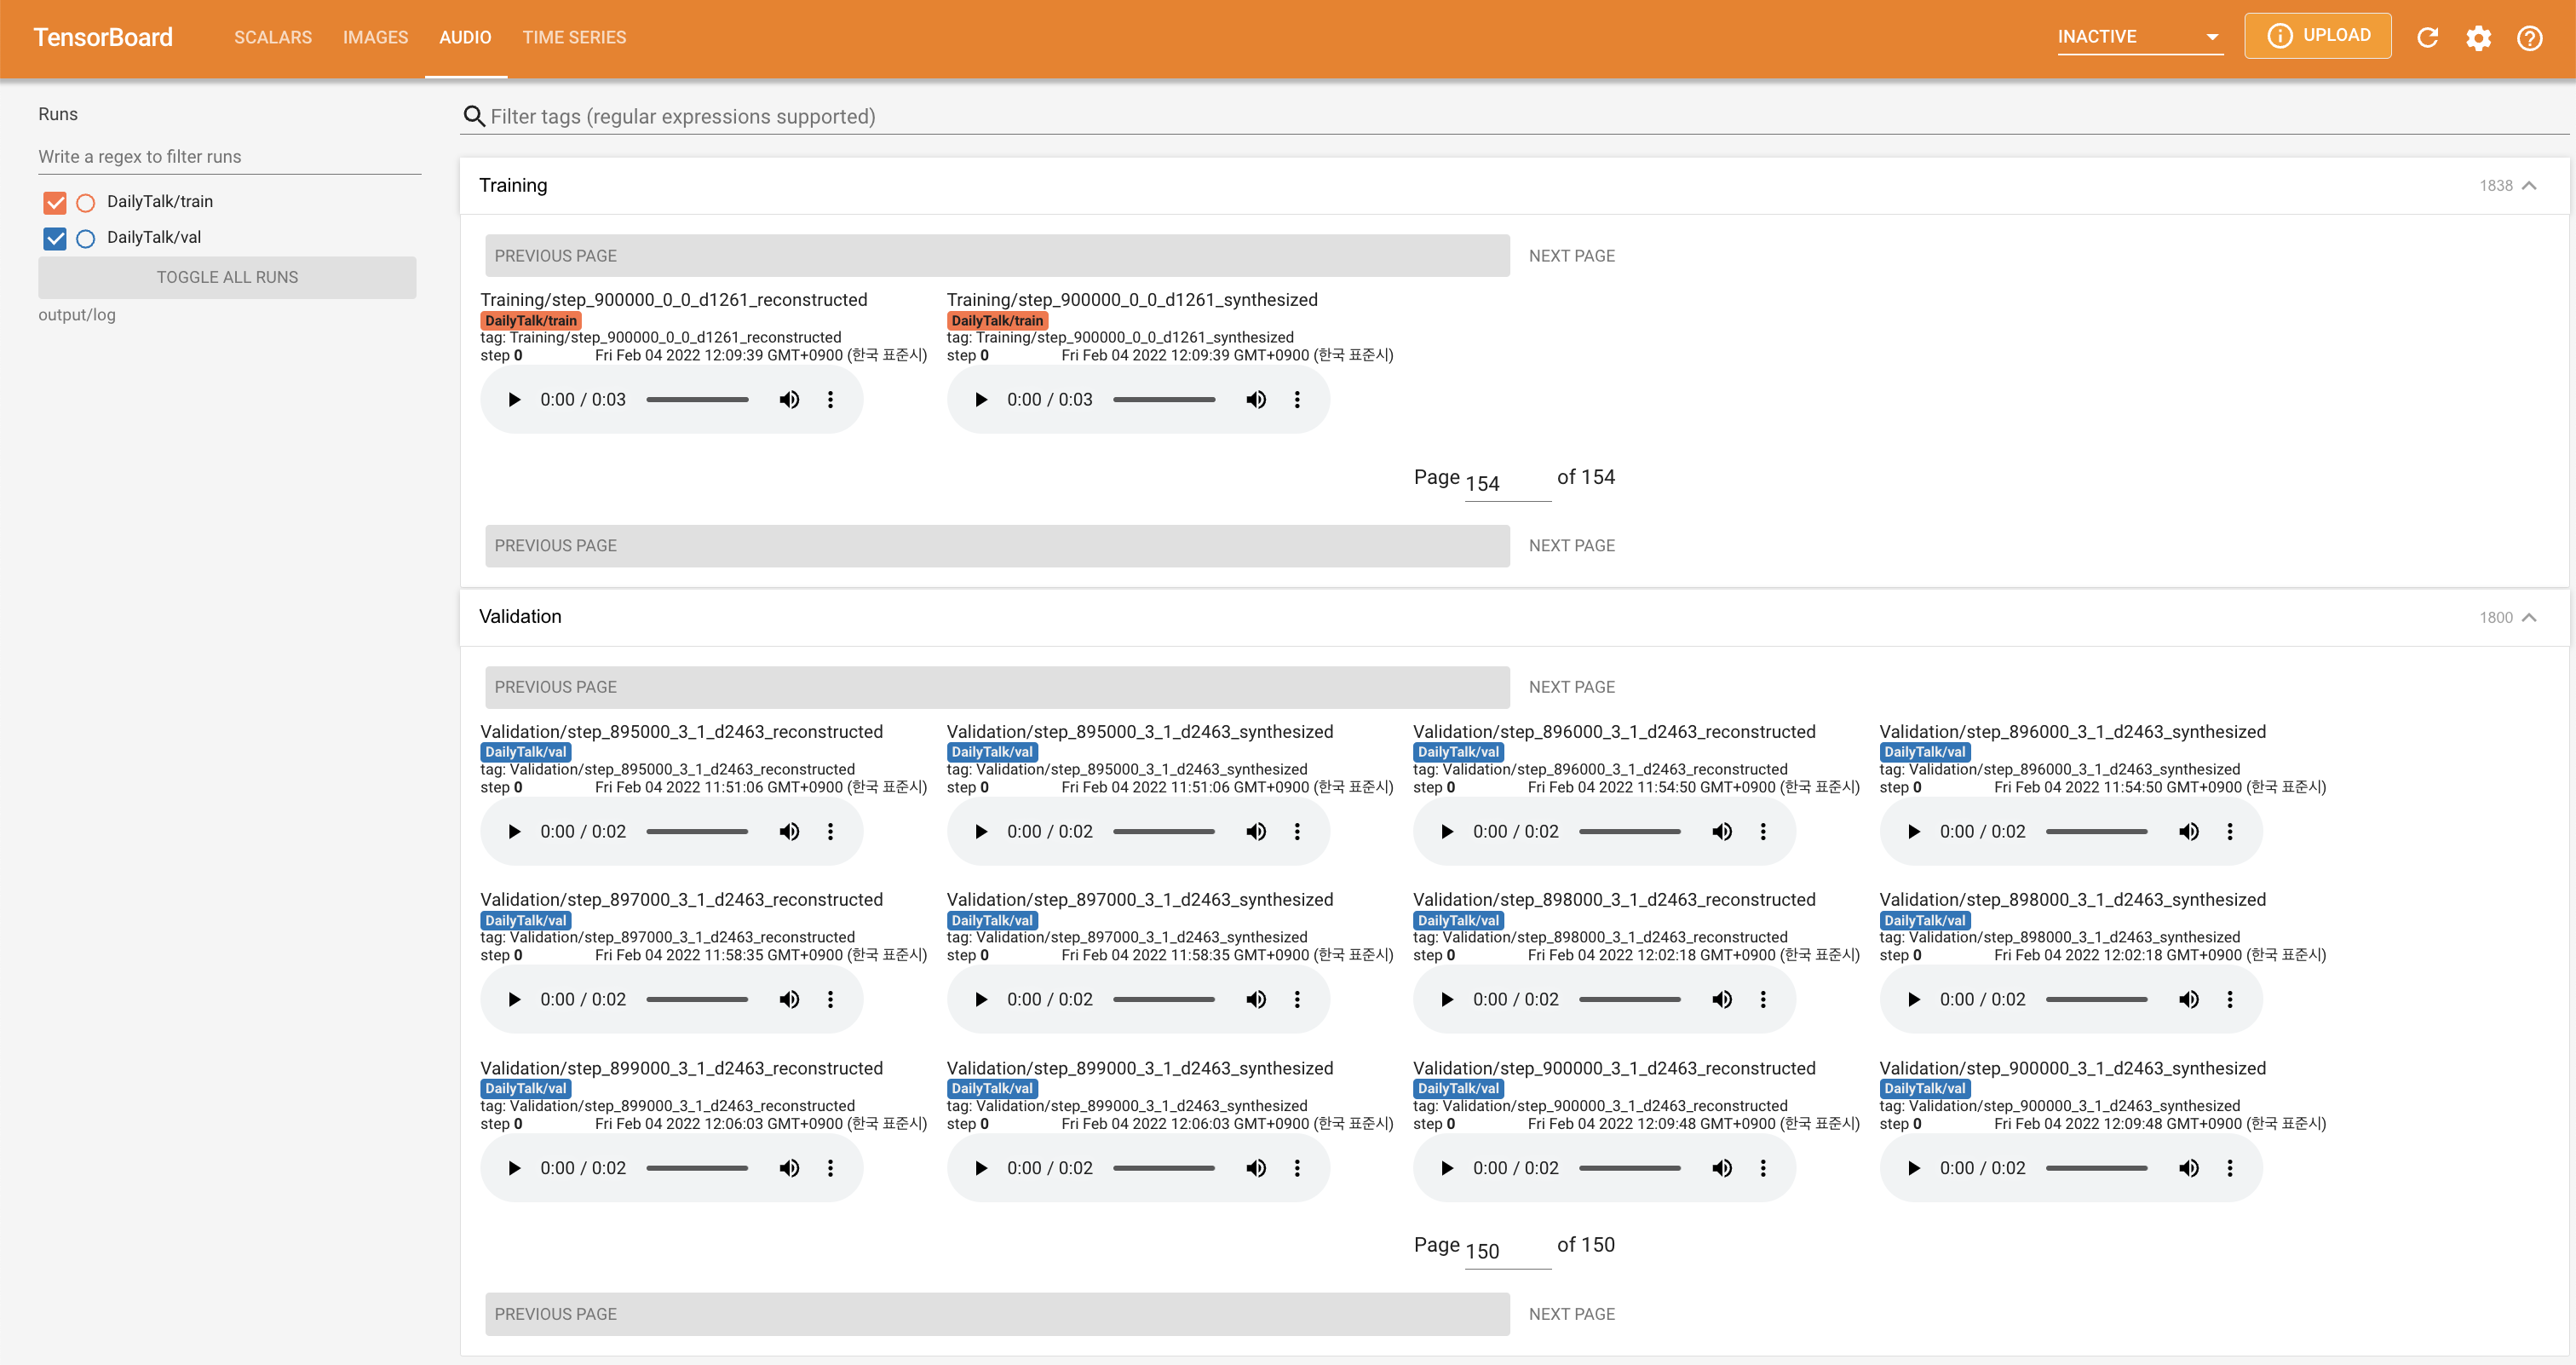 TensorBoard SCALARS IMAGES AUDIO TIME SERIES INACTIVE UPLOAD
Runs
Write a regex to filter runs
DailyTalk/train
DailyTalk/val
TOGGLE ALL RUNS
output/log
Filter tags (regular expressions supported)
Training 1838
PREVIOUS PAGE NEXT PAGE
Training/step_900000_0_0_d1261_reconstructed
DailyTalk/train
tag: Training/step_900000_0_0_d1261_reconstructed
step 0 Fri Feb 04 2022 12:09:39 GMT+0900 (한국 표준시)
0:00 / 0:03
Training/step_900000_0_0_d1261_synthesized
DailyTalk/train
tag: Training/step_900000_0_0_d1261_synthesized
step 0 Fri Feb 04 2022 12:09:39 GMT+0900 (한국 표준시)
0:00 / 0:03
Page 154 of 154
PREVIOUS PAGE NEXT PAGE
Validation 1800
PREVIOUS PAGE NEXT PAGE
Validation/step_895000_3_1_d2463_reconstructed
DailyTalk/val
tag: Validation/step_895000_3_1_d2463_reconstructed
step 0 Fri Feb 04 2022 11:51:06 GMT+0900 (한국 표준시)
0:00 / 0:02
Validation/step_895000_3_1_d2463_synthesized
DailyTalk/val
tag: Validation/step_895000_3_1_d2463_synthesized
step 0 Fri Feb 04 2022 11:51:06 GMT+0900 (한국 표준시)
0:00 / 0:02
Validation/step_896000_3_1_d2463_reconstructed
DailyTalk/val
tag: Validation/step_896000_3_1_d2463_reconstructed
step 0 Fri Feb 04 2022 11:54:50 GMT+0900 (한국 표준시)
0:00 / 0:02
Validation/step_896000_3_1_d2463_synthesized
DailyTalk/val
tag: Validation/step_896000_3_1_d2463_synthesized
step 0 Fri Feb 04 2022 11:54:50 GMT+0900 (한국 표준시)
0:00 / 0:02
Validation/step_897000_3_1_d2463_reconstructed
DailyTalk/val
tag: Validation/step_897000_3_1_d2463_reconstructed
step 0 Fri Feb 04 2022 11:58:35 GMT+0900 (한국 표준시)
0:00 / 0:02
Validation/step_897000_3_1_d2463_synthesized
DailyTalk/val
tag: Validation/step_897000_3_1_d2463_synthesized
step 0 Fri Feb 04 2022 11:58:35 GMT+0900 (한국 표준시)
0:00 / 0:02
Validation/step_898000_3_1_d2463_reconstructed
DailyTalk/val
tag: Validation/step_898000_3_1_d2463_reconstructed
step 0 Fri Feb 04 2022 12:02:18 GMT+0900 (한국 표준시)
0:00 / 0:02
Validation/step_898000_3_1_d2463_synthesized
DailyTalk/val
tag: Validation/step_898000_3_1_d2463_synthesized
step 0 Fri Feb 04 2022 12:02:18 GMT+0900 (한국 표준시)
0:00 / 0:02
Validation/step_899000_3_1_d2463_reconstructed
DailyTalk/val
tag: Validation/step_899000_3_1_d2463_reconstructed
step 0 Fri Feb 04 2022 12:06:03 GMT+0900 (한국 표준시)
0:00 / 0:02
Validation/step_899000_3_1_d2463_synthesized
DailyTalk/val
tag: Validation/step_899000_3_1_d2463_synthesized
step 0 Fri Feb 04 2022 12:06:03 GMT+0900 (한국 표준시)
0:00 / 0:02
Validation/step_900000_3_1_d2463_reconstructed
DailyTalk/val
tag: Validation/step_900000_3_1_d2463_reconstructed
step 0 Fri Feb 04 2022 12:09:48 GMT+0900 (한국 표준시)
0:00 / 0:02
Validation/step_900000_3_1_d2463_synthesized
DailyTalk/val
tag: Validation/step_900000_3_1_d2463_synthesized
step 0 Fri Feb 04 2022 12:09:48 GMT+0900 (한국 표준시)
0:00 / 0:02
Page 150 of 150
PREVIOUS PAGE NEXT PAGE